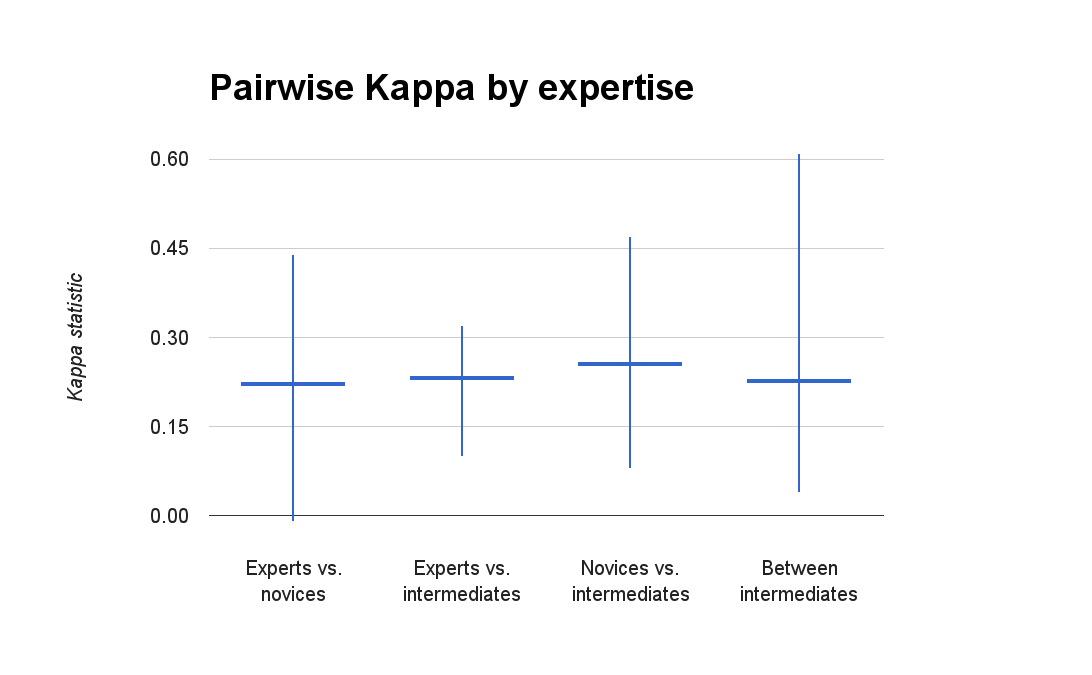 Pairwise Kappa by expertise
0.60
0.45
0.30
0.15
0.00
Kappa statistic
Experts vs.
novices
Experts vs.
intermediates
Novices vs.
intermediates
Between
intermediates